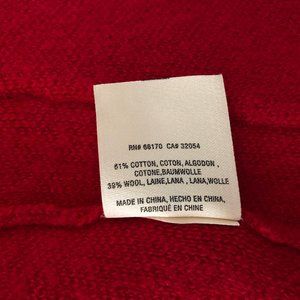 RN# 66170 CA# 32054
61% COTTON, COTON, ALGODON ,
COTONE,BAUMWOLLE
39% WOOL, LAINE,LANA , LANA,WOLLE
MADE IN CHINA, HECHO EN CHINA,
FABRIQUÉ EN CHINE